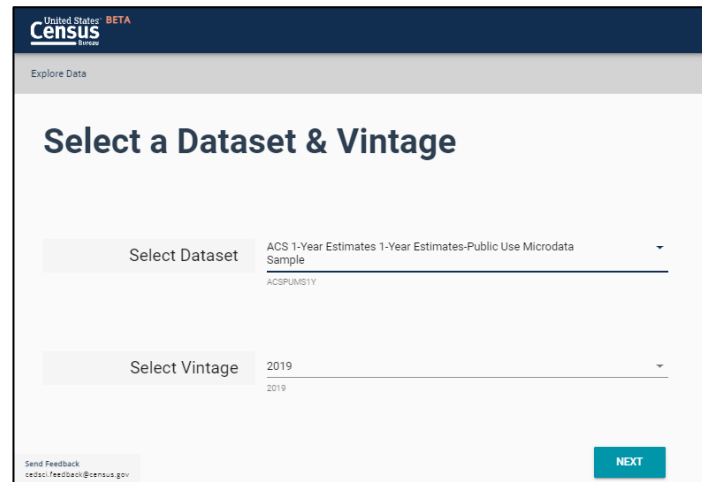 United States® BETA
Census
Bureau
Explore Data
Select a Dataset & Vintage
Select Dataset
ACS 1-Year Estimates 1-Year Estimates-Public Use Microdata
Sample
ACSPUMS1Y
Select Vintage
2019
2019
Send Feedback
cedsci.feedback@census.gov
NEXT